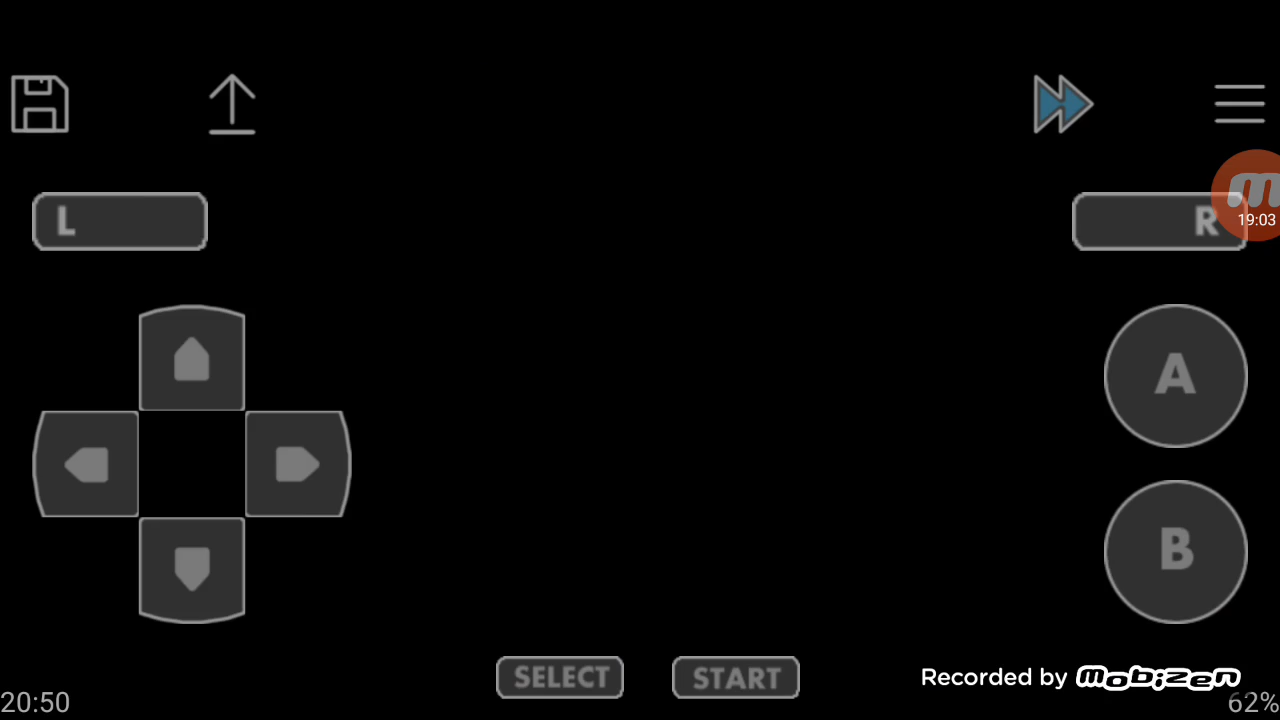 L
R
19:03
A
B
SELECT
START
Recorded by mobizen
20:50
62%